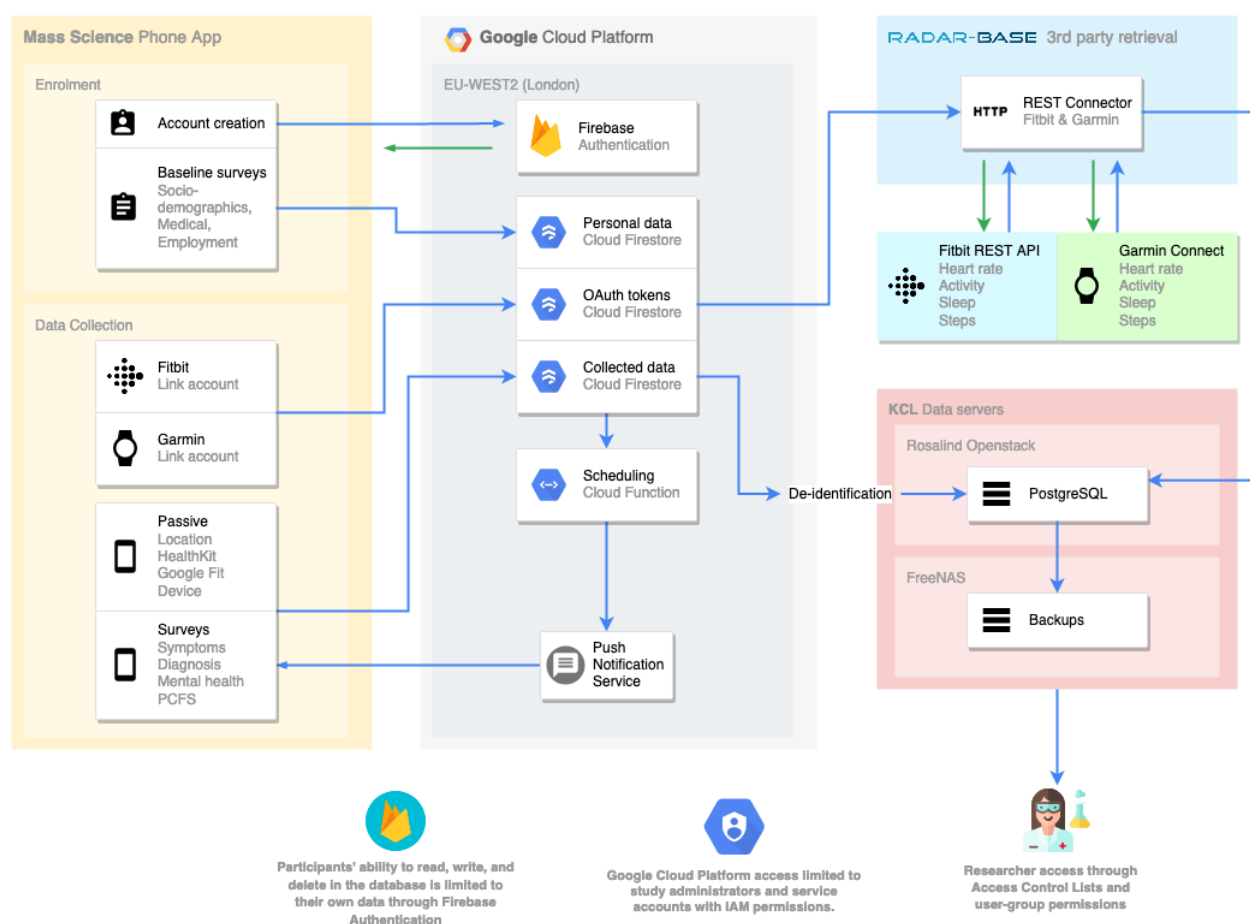 Mass Science Phone App
Enrolment
Account creation
Baseline surveys
Socio-
demographics,
Medical,
Employment
Data Collection
Fitbit
Link account
Garmin
Link account
Passive
Location
HealthKit
Google Fit
Device
Surveys
Symptoms
Diagnosis
Mental health
PCFS
Google Cloud Platform
EU-WEST2 (London)
Firebase
Authentication
Personal data
Cloud Firestore
OAuth tokens
Cloud Firestore
Collected data
Cloud Firestore
Scheduling
Cloud Function
Push
Notification
Service
RADAR-BASE 3rd party retrieval
HTTP
REST Connector
Fitbit & Garmin
Fitbit REST API
Heart rate
Activity
Sleep
Steps
Garmin Connect
Heart rate
Activity
Sleep
Steps
De-identification
KCL Data servers
Rosalind Openstack
PostgreSQL
FreeNAS
Backups
Participants' ability to read, write, and
delete in the database is limited to
their own data through Firebase
Authentication
Google Cloud Platform access limited to
study administrators and service
accounts with IAM permissions.
Researcher access through
Access Control Lists and
user-group permissions